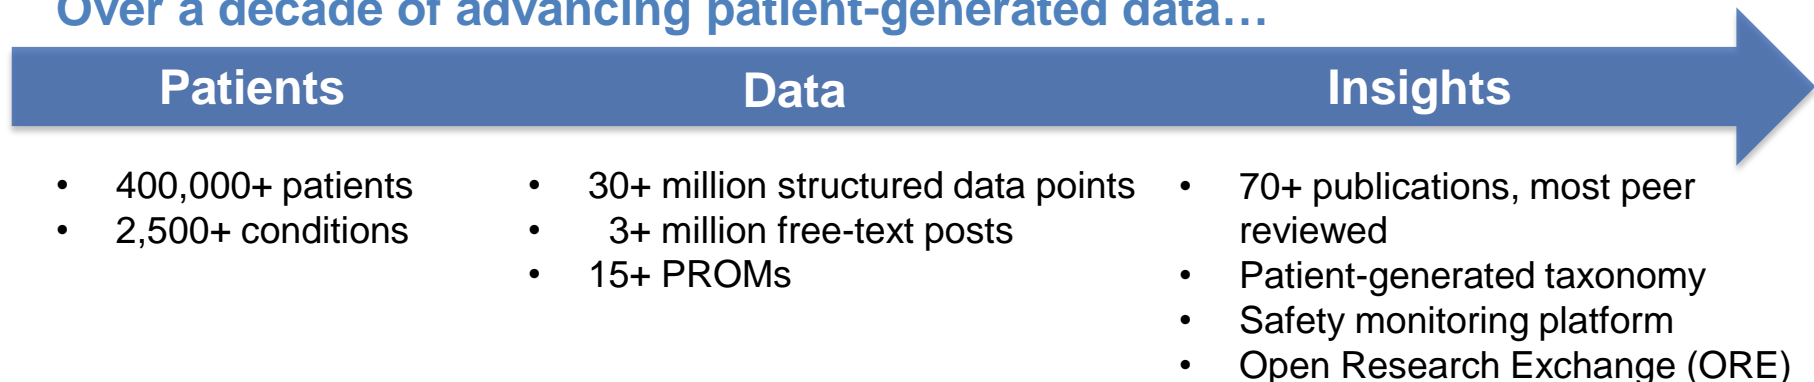 Over a decade of advancing patient-generated data…
Patients
Data
Insights
• 400,000+ patients
• 2,500+ conditions
• 30+ million structured data points
• 3+ million free-text posts
• 15+ PROMs
• 70+ publications, most peer
reviewed
• Patient-generated taxonomy
• Safety monitoring platform
• Open Research Exchange (ORE)